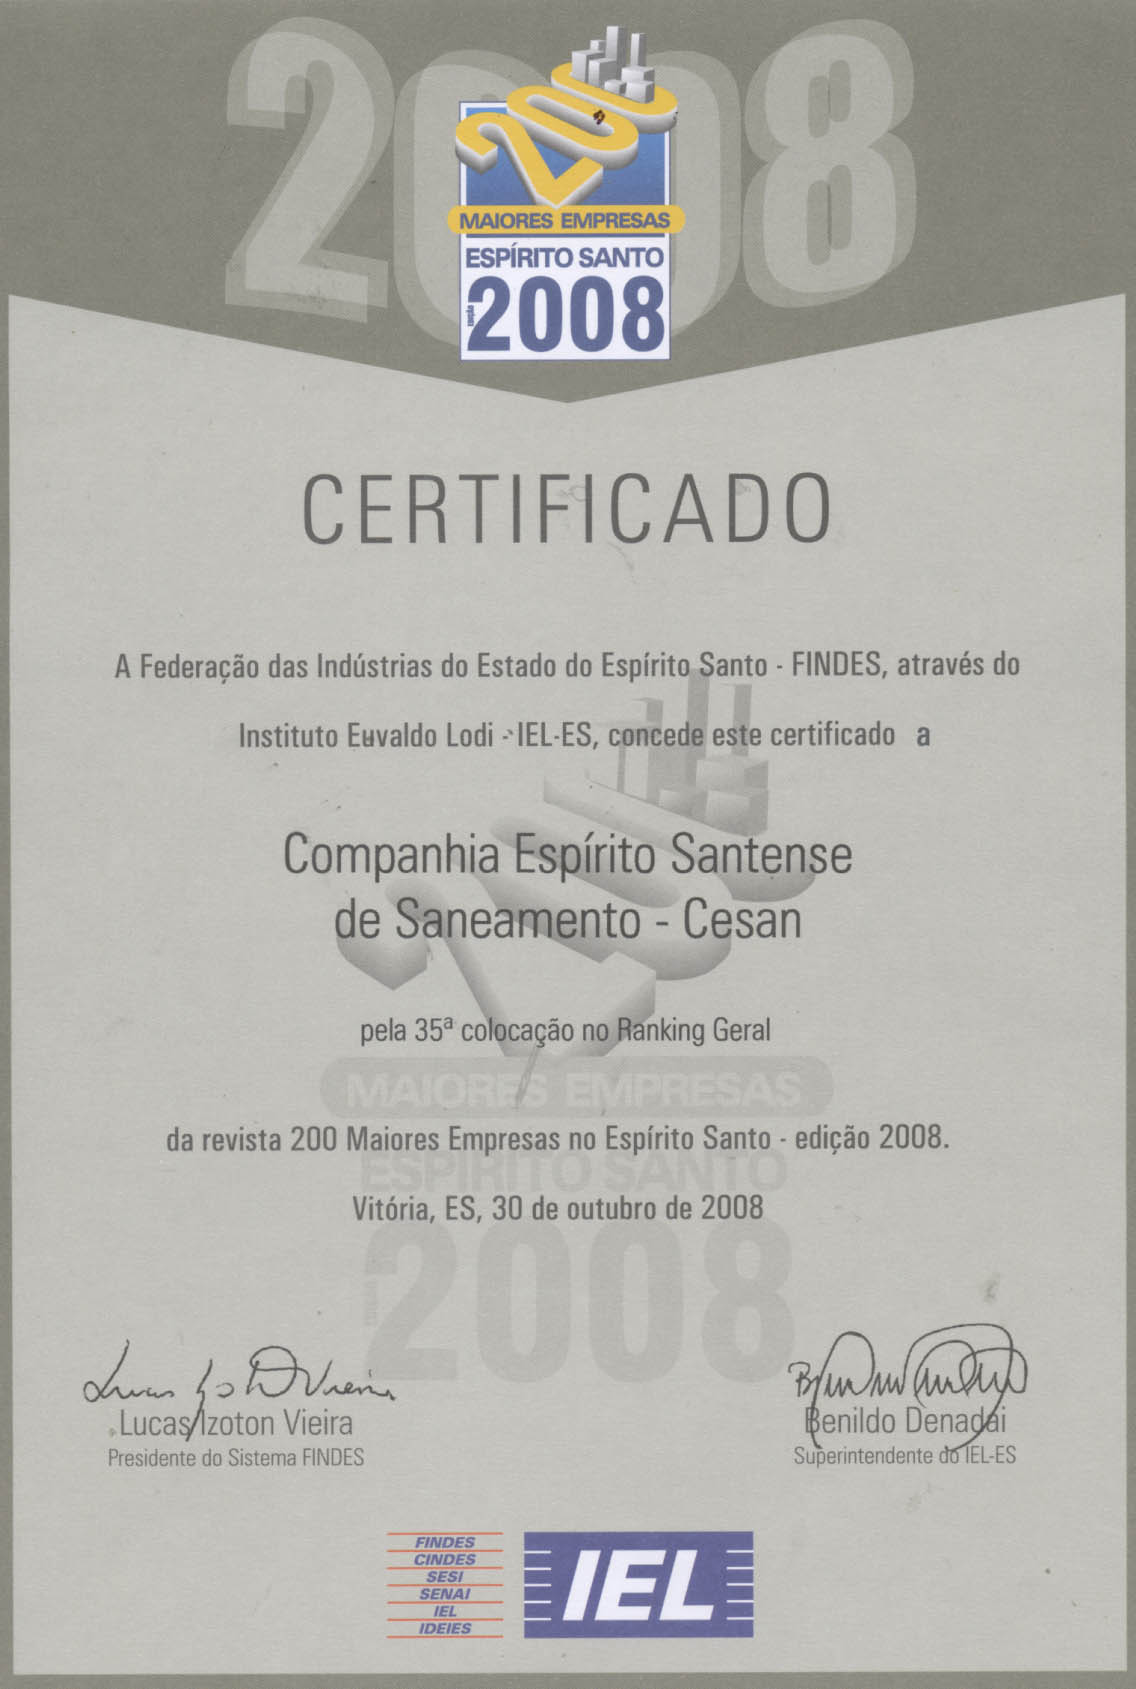 2008
200
MAIORES EMPRESAS
ESPÍRITO SANTO
edição
2008
CERTIFICADO
A Federação das Indústrias do Estado do Espírito Santo - FINDES, através do
Instituto Euvaldo Lodi - IEL-ES, concede este certificado a
Companhia Espírito Santense
de Saneamento - Cesan
pela 35ª colocação no Ranking Geral
MAIORES EMPRESAS
da revista 200 Maiores Empresas no Espírito Santo - edição 2008.
ESPÍRITO SANTO
Vitória, ES, 30 de outubro de 2008
2008
Lucas Izoton Vieira
Lucas Izoton Vieira
Presidente do Sistema FINDES
Benildo Denadai
Superintendente do IEL-ES
FINDES
CINDES
SESI
SENAI
IEL
IDEIES
IEL